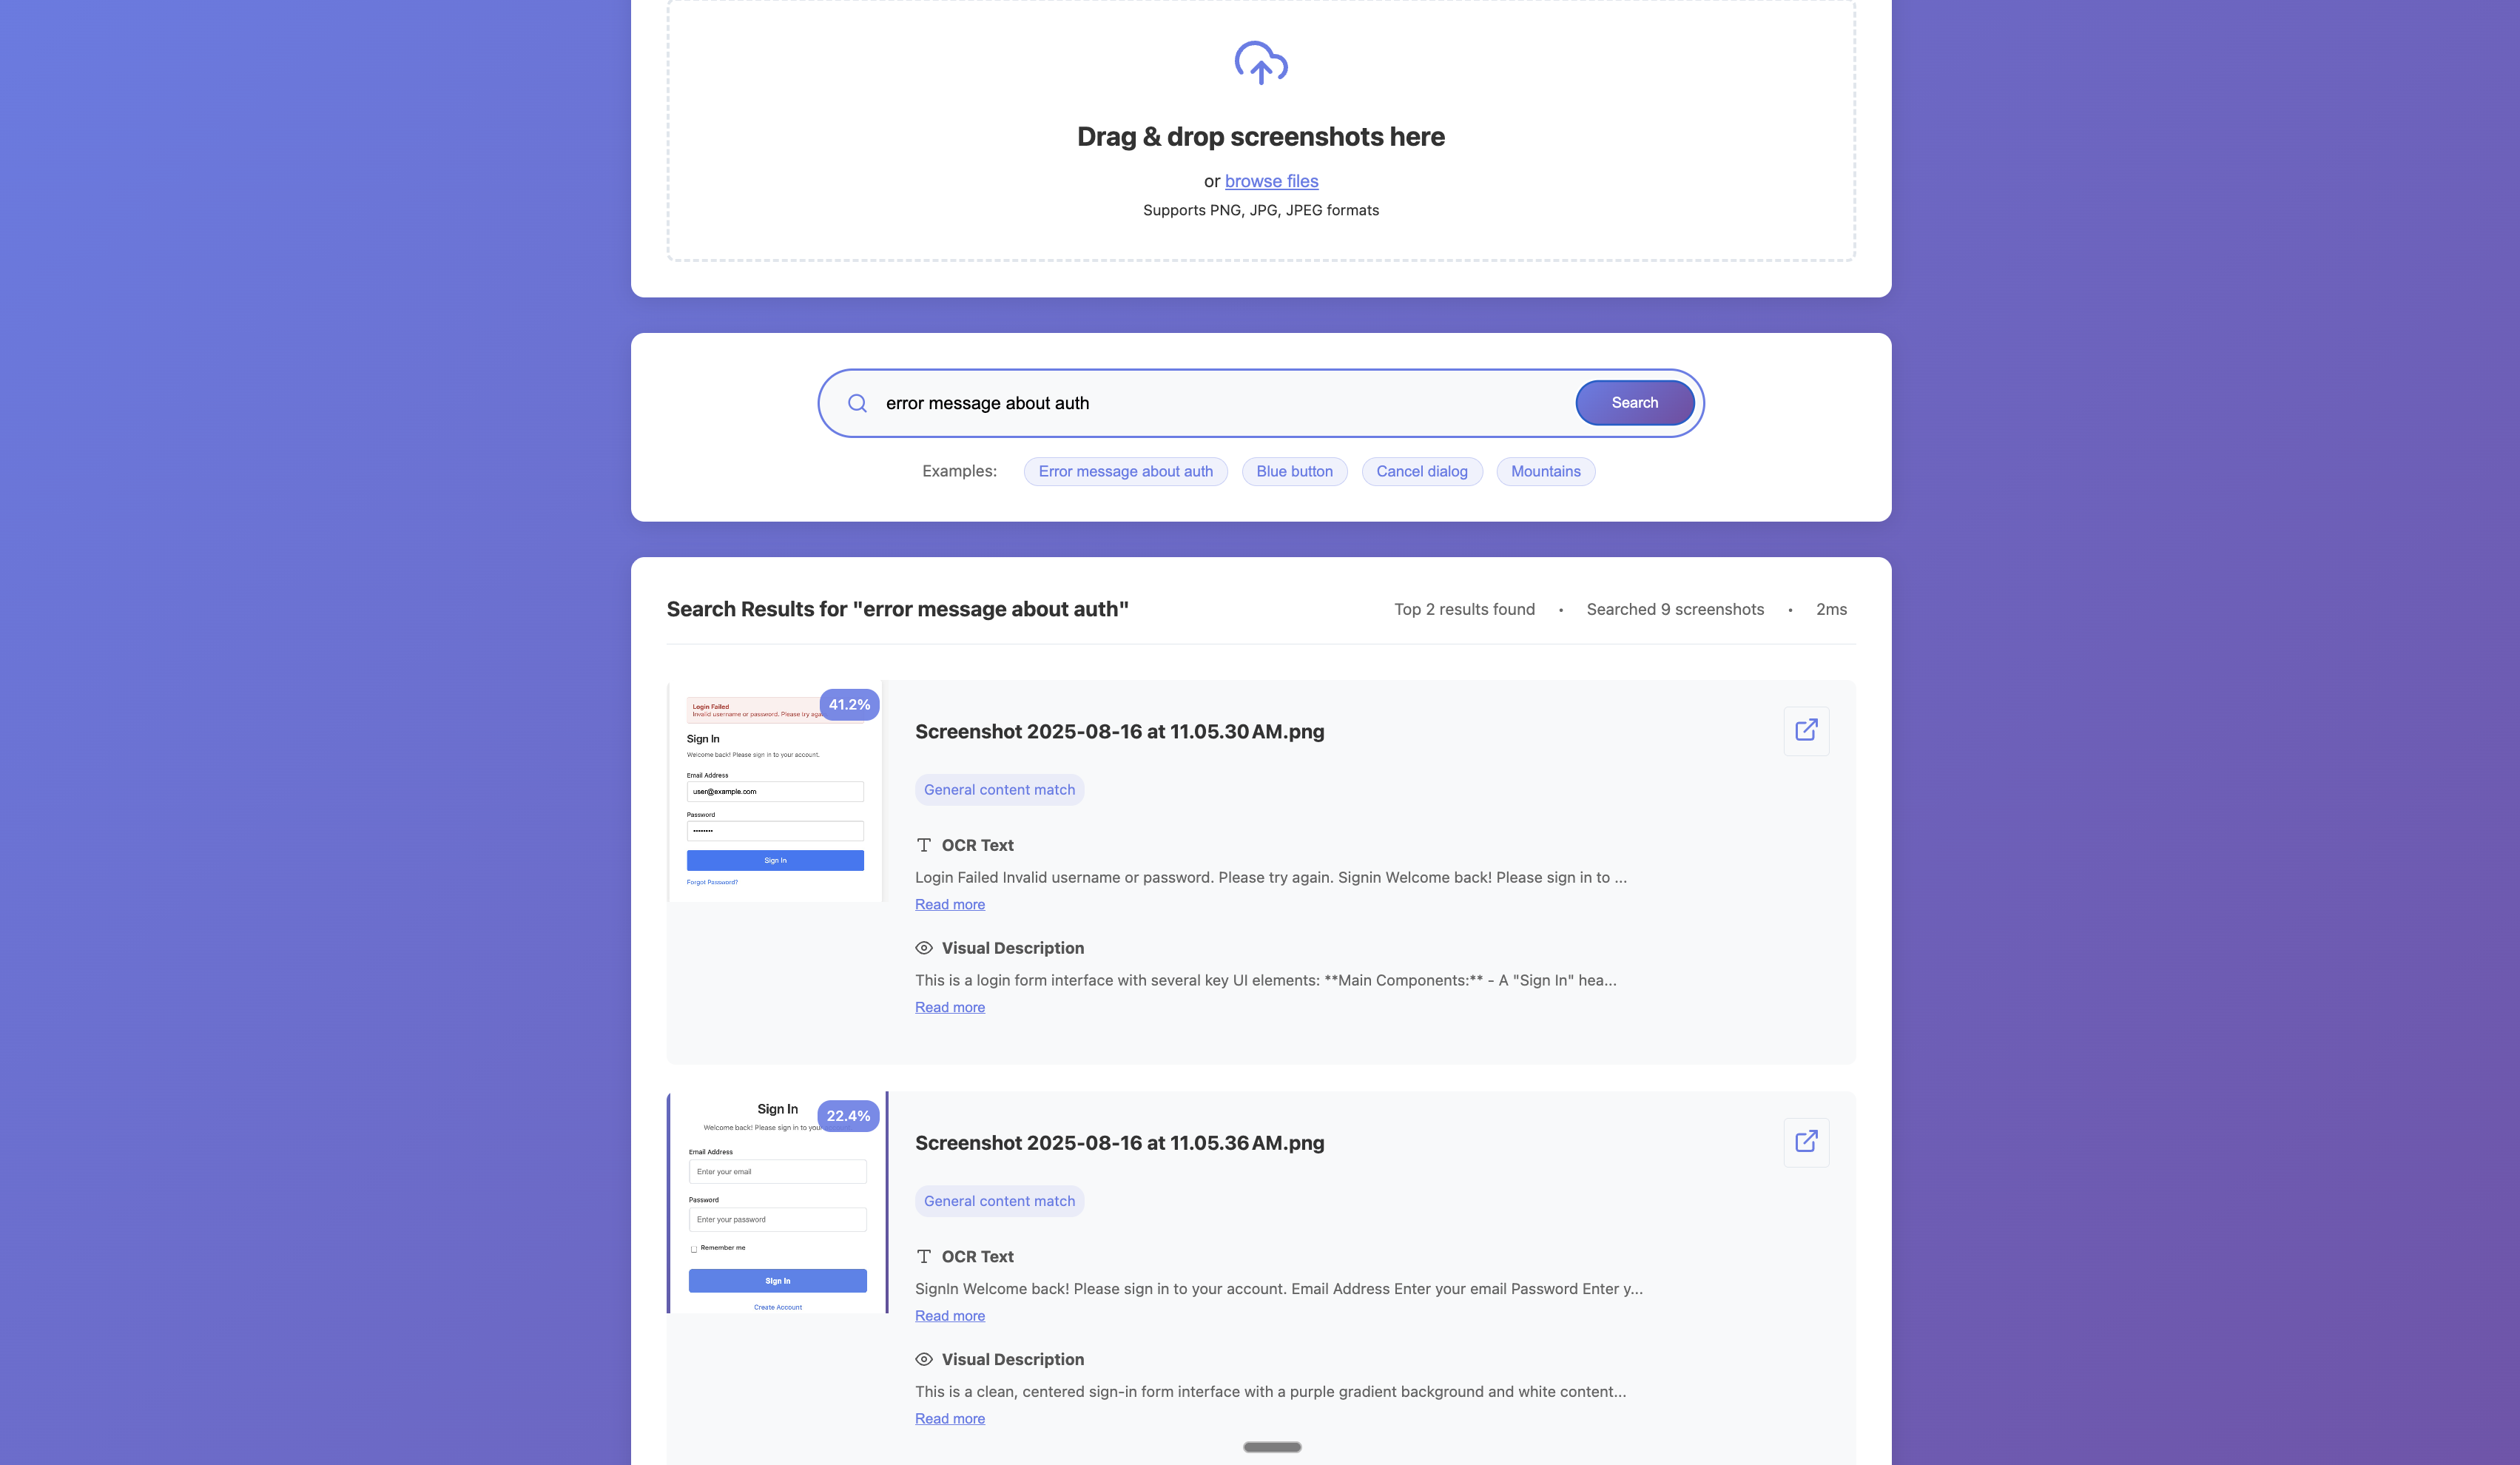 Drag & drop screenshots here
or browse files
Supports PNG, JPG, JPEG formats
error message about auth
Search
Examples: Error message about auth Blue button Cancel dialog Mountains
Search Results for "error message about auth" Top 2 results found • Searched 9 screenshots • 2ms
Login Failed
Invalid username or password. Please try
41.2%
Sign In
Welcome back! Please sign in to your account.
Email Address
user@example.com
Password
Sign In
Forgot Password?
Screenshot 2025-08-16 at 11.05.30 AM.png
General content match
OCR Text
Login Failed Invalid username or password. Please try again. Signin Welcome back! Please sign in to ...
Read more
Visual Description
This is a login form interface with several key UI elements: **Main Components:** - A "Sign In" hea...
Read more
Sign In
22.4%
Welcome back! Please sign in to
Email Address
Enter your email
Password
Enter your password
Remember me
Sign In
Create Account
Screenshot 2025-08-16 at 11.05.36 AM.png
General content match
OCR Text
SignIn Welcome back! Please sign in to your account. Email Address Enter your email Password Enter y...
Read more
Visual Description
This is a clean, centered sign-in form interface with a purple gradient background and white content...
Read more